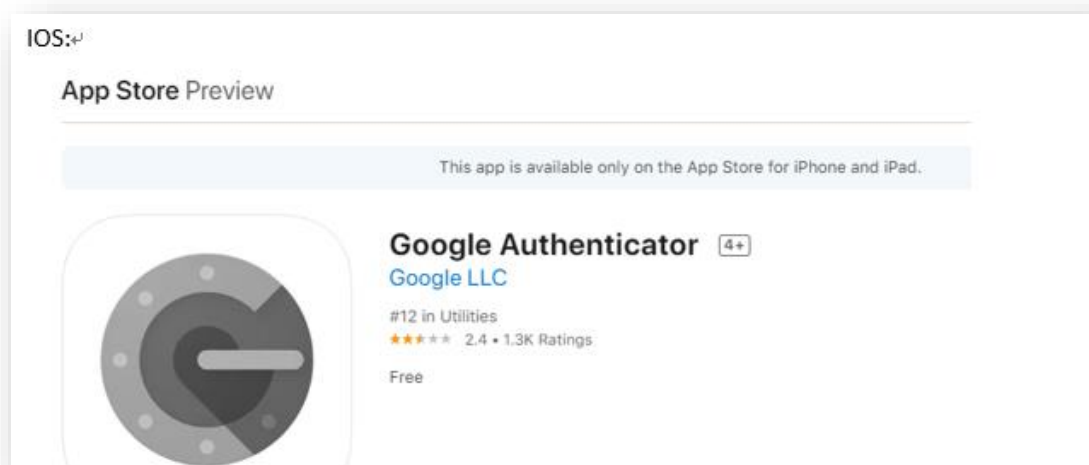 IOS:
App Store Preview
This app is available only on the App Store for iPhone and iPad.
Google Authenticator 4+
Google LLC
#12 in Utilities
★★★★★ 2.4 • 1.3K Ratings
Free